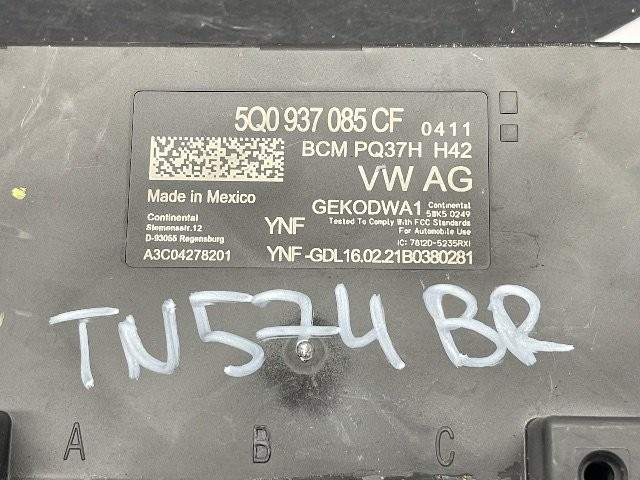 5Q0 937 085 CF 0411
BCM PQ37H H42
VW AG
Made in Mexico
GEKODWA1 Continental
5WK5 0249
Continental
Siemensstr.12
D-93055 Regensburg
YNF
Tested To Comply With FCC Standards
For Automobile Use
IC: 7812D-5235RXI
A3C04278201
YNF-GDL16.02.21B0380281
TN574BR
A B C